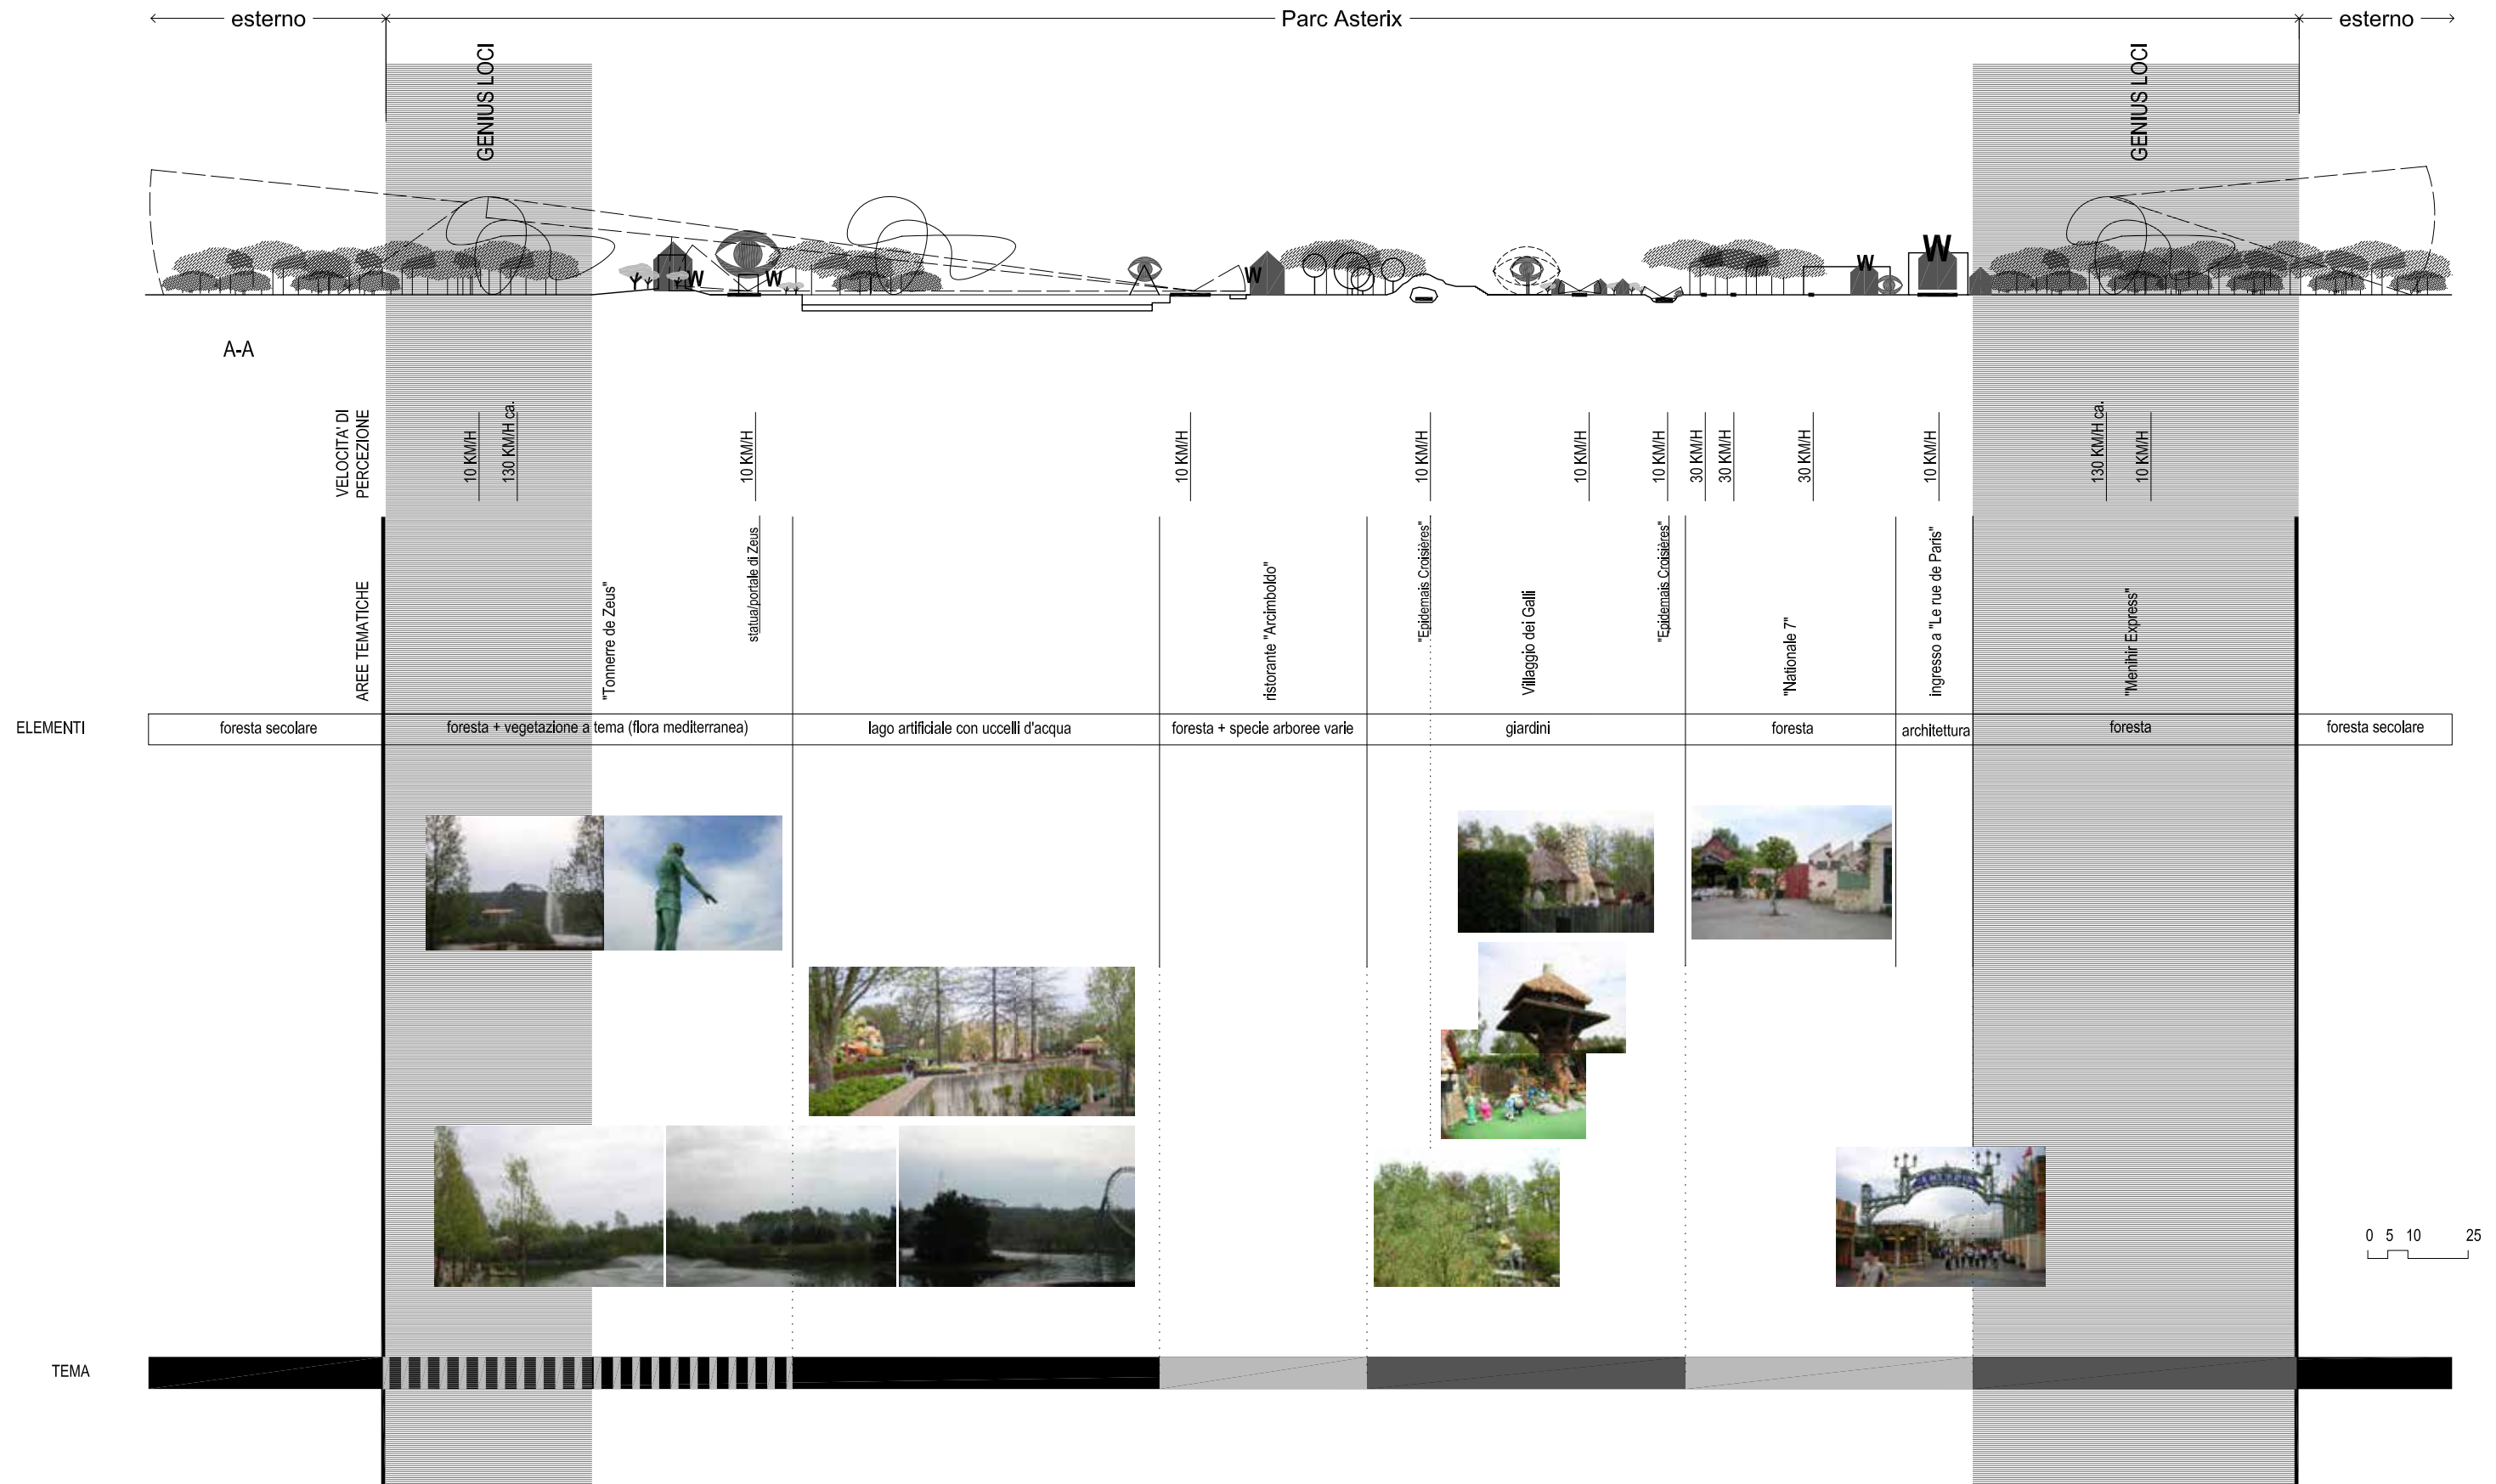 esterno
Parc Asterix
esterno
GENIUS LOCI
GENIUS LOCI
W
W
W
W
W
A-A
VELOCITA' DI
PERCEZIONE
10 KM/H
130 KM/H ca.
10 KM/H
10 KM/H
10 KM/H
10 KM/H
10 KM/H
30 KM/H
30 KM/H
30 KM/H
10 KM/H
130 KM/H ca.
10 KM/H
AREE TEMATICHE
"Tonnerre de Zeus"
statua/portale di Zeus
ristorante "Arcimboldo"
"Epidemais Croisières"
Villaggio dei Galli
"Epidemais Croisières"
"Nationale 7"
ingresso a "Le rue de Paris"
"Menihir Express"
ELEMENTI
foresta secolare
foresta + vegetazione a tema (flora mediterranea)
lago artificiale con uccelli d'acqua
foresta + specie arboree varie
giardini
foresta
architettura
foresta
foresta secolare
0 5 10 25
TEMA